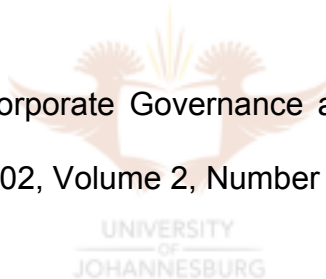 orporate Governance a
02, Volume 2, Number
UNIVERSITY
OF
JOHANNESBURG